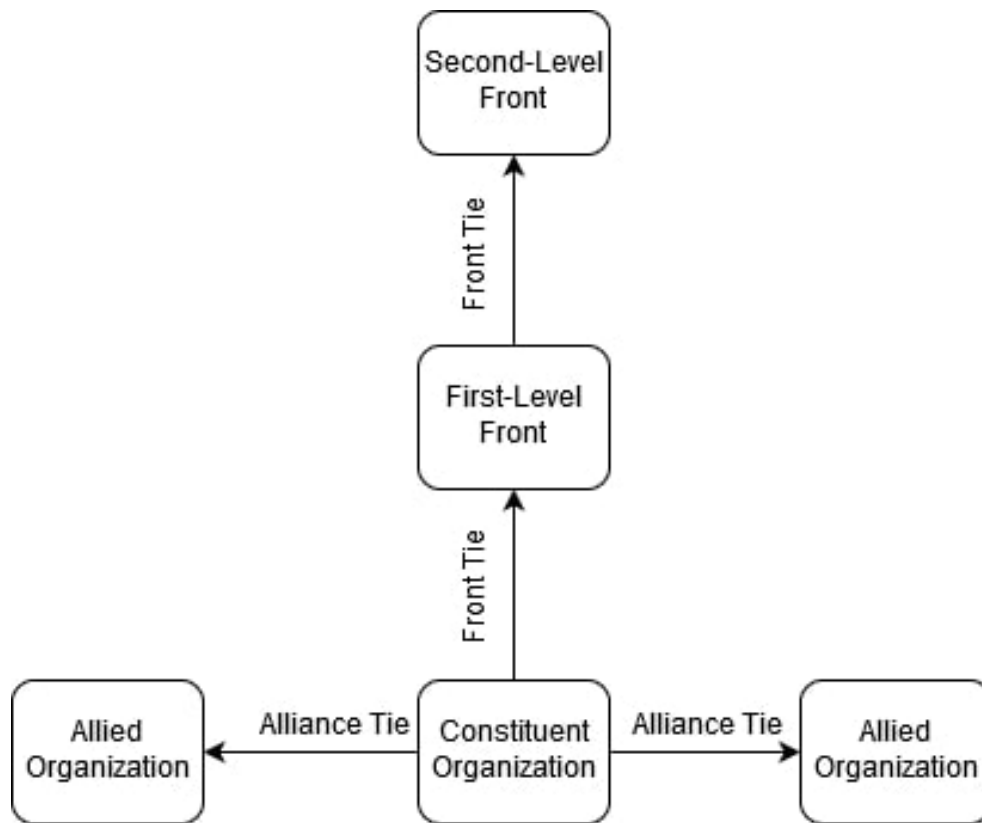 Second-Level
Front
Front Tie
First-Level
Front
Front Tie
Allied
Organization
Alliance Tie
Constituent
Organization
Alliance Tie
Allied
Organization